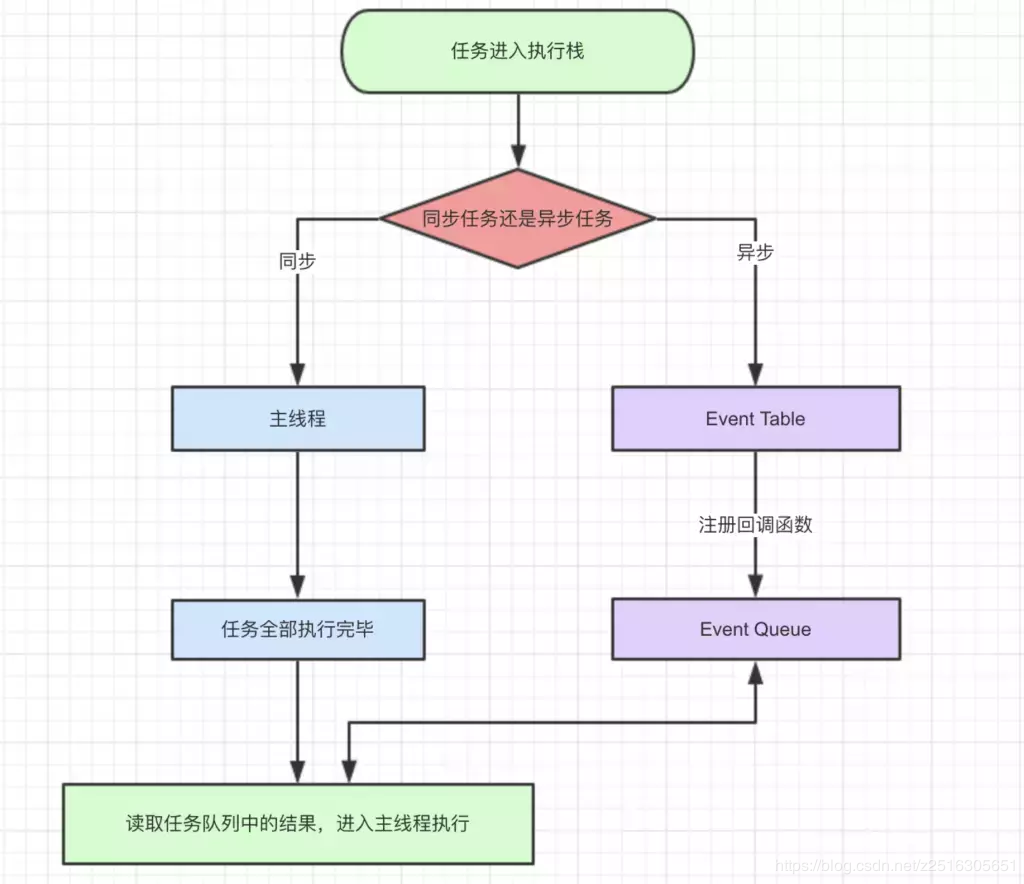 任务进入执行栈
同步任务还是异步任务
同步
异步
主线程
Event Table
注册回调函数
任务全部执行完毕
Event Queue
读取任务队列中的结果，进入主线程执行
https://blog.csdn.net/z2516305651